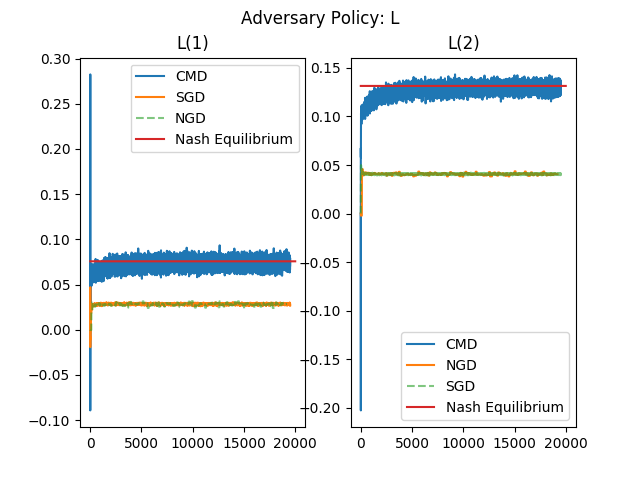 Adversary Policy: L
L(1)
0.30
0.25
0.20
0.15
0.10
0.05
0.00
−0.05
−0.10
0
5000
10000
15000
20000
CMD
SGD
NGD
Nash Equilibrium
L(2)
0.15
0.10
0.05
0.00
−0.05
−0.10
−0.15
−0.20
0
5000
10000
15000
20000
CMD
NGD
SGD
Nash Equilibrium